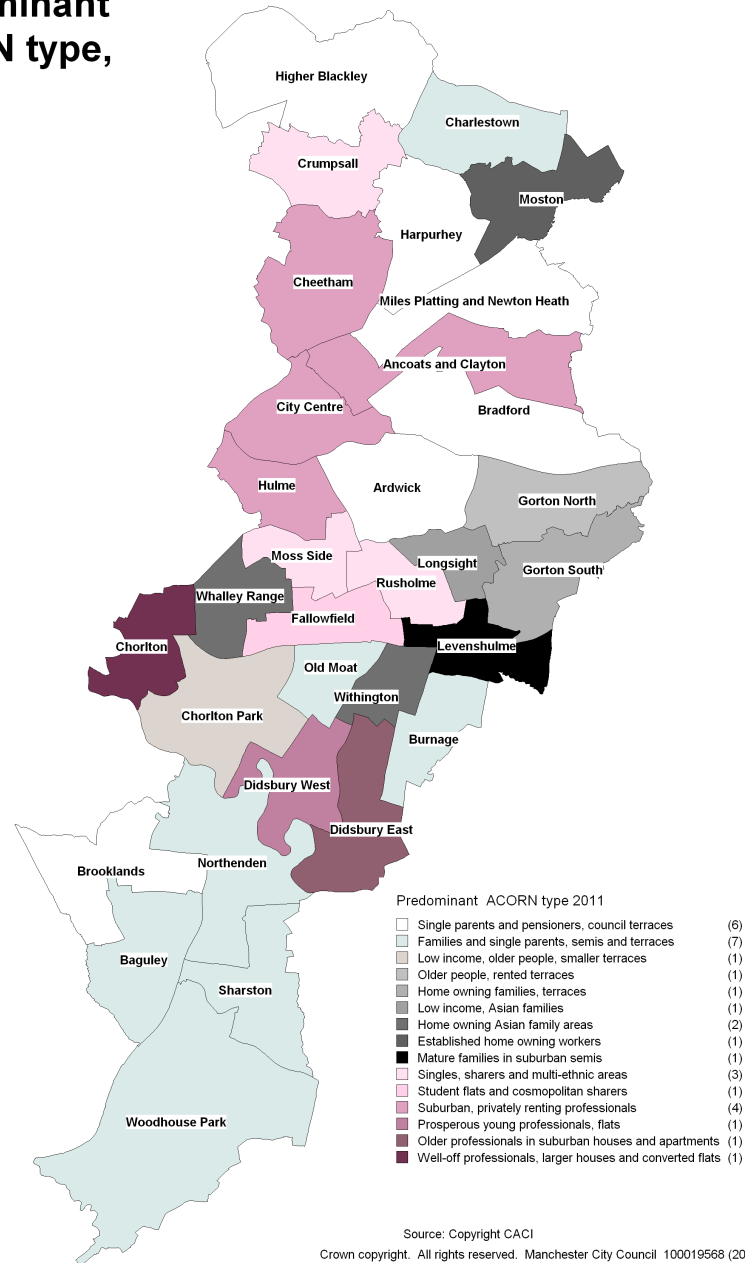 minant
N type,
Higher Blackley
Charlestown
Crumpsall
Moston
Harpurhey
Cheetham
Miles Platting and Newton Heath
Ancoats and Clayton
City Centre
Bradford
Hulme
Ardwick
Gorton North
Moss Side
Longsight
Gorton South
Rusholme
Whalley Range
Fallowfield
Chorlton
Levenshulme
Old Moat
Withington
Chorlton Park
Burnage
Didsbury West
Didsbury East
Northenden
Brooklands
Baguley
Sharston
Woodhouse Park
Predominant ACORN type 2011
Single parents and pensioners, council terraces (6)
Families and single parents, semis and terraces (7)
Low income, older people, smaller terraces (1)
Older people, rented terraces (1)
Home owning families, terraces (1)
Low income, Asian families (1)
Home owning Asian family areas (2)
Established home owning workers (1)
Mature families in suburban semis (1)
Singles, sharers and multi-ethnic areas (3)
Student flats and cosmopolitan sharers (1)
Suburban, privately renting professionals (4)
Prosperous young professionals, flats (1)
Older professionals in suburban houses and apartments (1)
Well-off professionals, larger houses and converted flats (1)
Source: Copyright CACI
Crown copyright. All rights reserved. Manchester City Council 100019568 (20